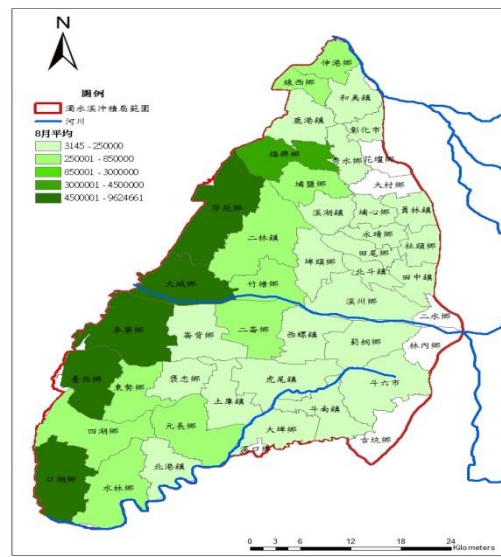 N
圖例
濁水溪沖積扇範圍
河川
8月平均
3145 - 250000
250001 - 850000
850001 - 3000000
3000001 - 4500000
4500001 - 9624661
伸港鄉
線西鄉
和美鎮
鹿港鎮
彰化市
福興鄉
秀水鄉
花壇鄉
大村鄉
芳苑鄉
埔鹽鄉
溪湖鎮
埔心鄉
員林鎮
永靖鄉
社頭鄉
二林鎮
田尾鄉
埤頭鄉
北斗鎮
田中鎮
大城鄉
竹塘鄉
溪州鄉
二水鄉
麥寮鄉
崙背鄉
二崙鄉
西螺鎮
莿桐鄉
林內鄉
臺西鄉
東勢鄉
褒忠鄉
虎尾鎮
斗六市
土庫鎮
斗南鎮
四湖鄉
元長鄉
大埤鄉
古坑鄉
北港鎮
溪口鄉
口湖鄉
水林鄉
0 3 6 12 18 24
Kilometers